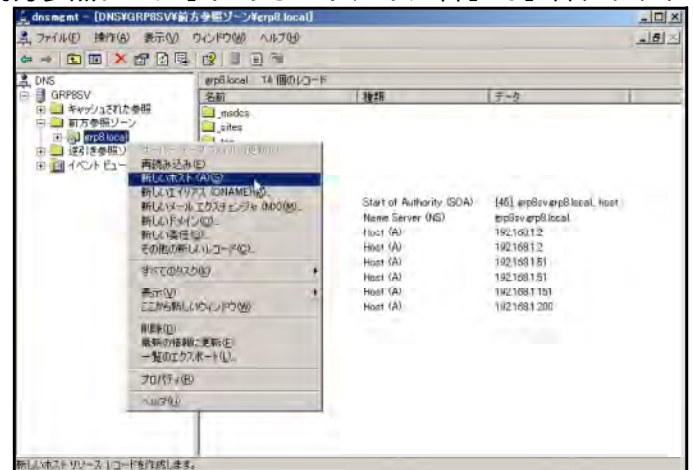 dnsmgmt - [DNS¥GRP8SV¥前方参照ゾーン¥grp8.local]
ファイル(F) 操作(A) 表示(V) ウィンドウ(W) ヘルプ(H)
DNS
GRP8SV
キャッシュされた参照
前方参照ゾーン
grp8.local
逆引き参照ゾ
イベント ビュー
grp8.local 14 個のレコード
名前 種類 データ
_msdcs
_sites
再読み込み(E)
新しいホスト (A)(S)...
新しいエイリアス (CNAME)(A)...
新しいメール エクスチェンジャ (MX)(M)...
新しいドメイン(O)...
新しい委任(G)...
その他の新しいレコード(C)...
すべてのタスク(K)
表示(V)
ここから新しいウィンドウ(W)
削除(D)
最新の情報に更新(F)
一覧のエクスポート(L)...
プロパティ(R)
ヘルプ(H)
Start of Authority (SOA) [46], grp8sv.grp8.local, host
Name Server (NS) grp8sv.grp8.local.
Host (A) 192.168.1.2
Host (A) 192.168.1.2
Host (A) 192.168.1.51
Host (A) 192.168.1.51
Host (A) 192.168.1.151
Host (A) 192.168.1.200
新しいホスト リソース レコードを作成します。